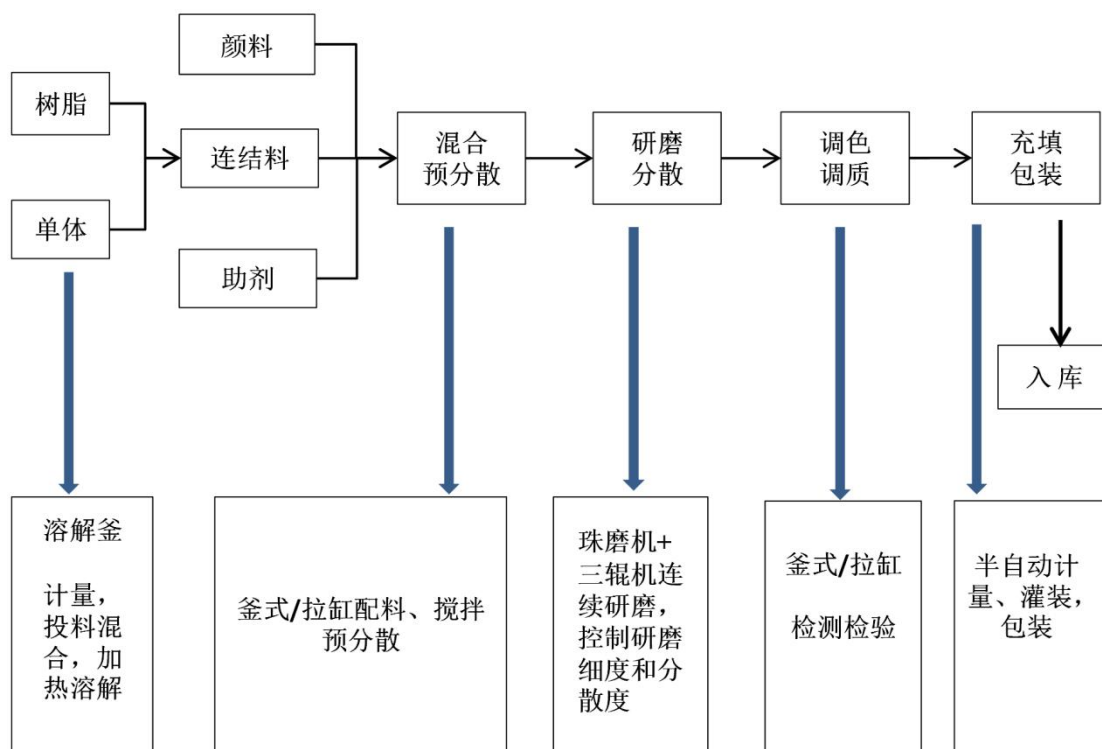 颜料
树脂
连结料
单体
助剂
混合
预分散
研磨
分散
调色
调质
充填
包装
入库
溶解釜
计量，
投料混
合，加
热溶解
釜式/拉缸配料、搅拌
预分散
珠磨机+
三辊机连
续研磨，
控制研磨
细度和分
散度
釜式/拉缸
检测检验
半自动计
量、灌装，
包装